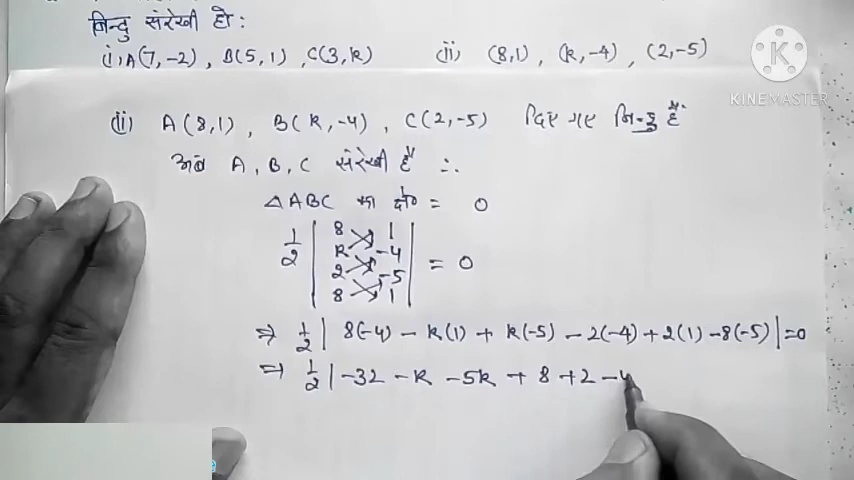 बिन्दु संरेखी हो :
(i) A(7, -2) , B(5, 1) , C(3, k) (ii) (8,1) , (k, -4) , (2, -5)
KINEMASTER
(ii) A(8,1) , B(k, -4) , C(2, -5) दिए गए बिन्दु हैं
अब A, B, C संरेखी हैं ∴
△ABC का क्षे० = 0
1/2 | 8 1
k -4
2 -5
8 1 | = 0
⇒ 1/2 | 8(-4) - k(1) + k(-5) - 2(-4) + 2(1) - 8(-5) | = 0
⇒ 1/2 | -32 - k - 5k + 8 + 2 - 4